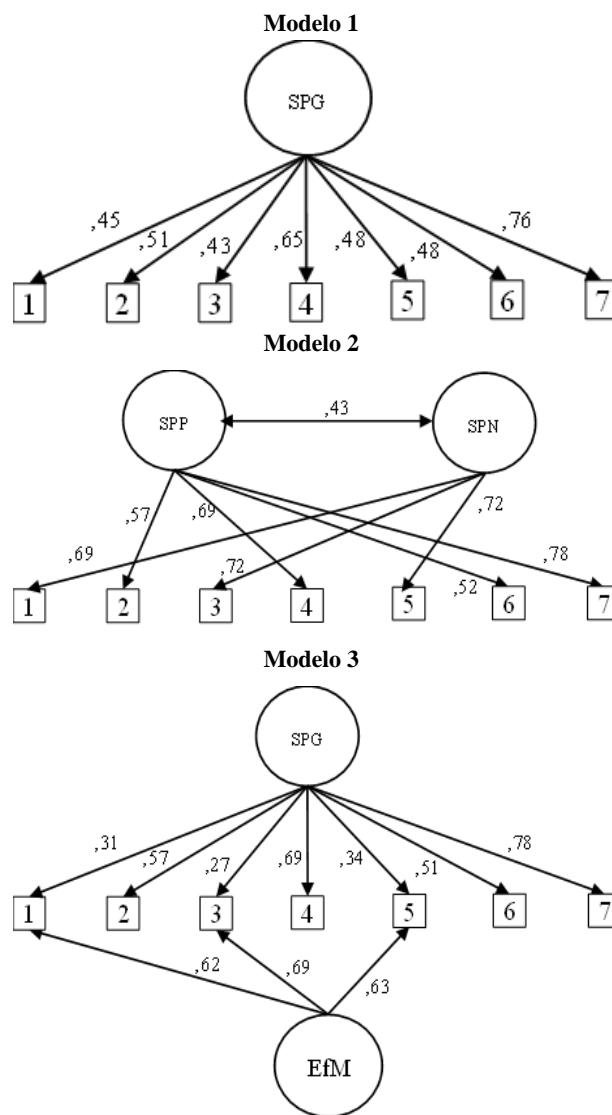 Modelo 1
SPG
,45 ,51 ,43 ,65 ,48 ,48 ,76
1 2 3 4 5 6 7
Modelo 2
SPP SPN
,43
,57 ,69 ,72
,69 ,72 ,52 ,78
1 2 3 4 5 6 7
Modelo 3
SPG
,31 ,57 ,27 ,69 ,34 ,51 ,78
1 2 3 4 5 6 7
,62 ,69 ,63
EfM